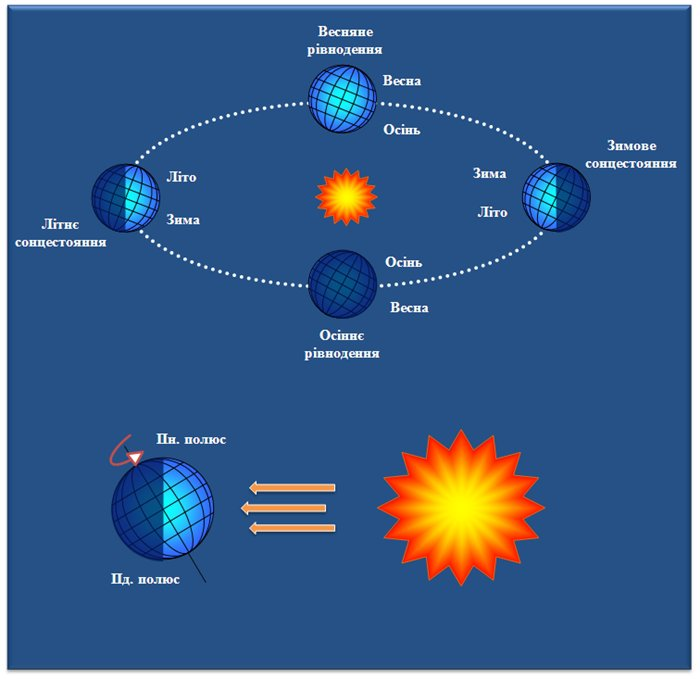 Весняне
рівнодення
Весна
Осінь
Зимове
сонцестояння
Літо
Зима
Зима
Літо
Літнє
сонцестояння
Осінь
Весна
Осіннє
рівнодення
Пн. полюс
Пд. полюс